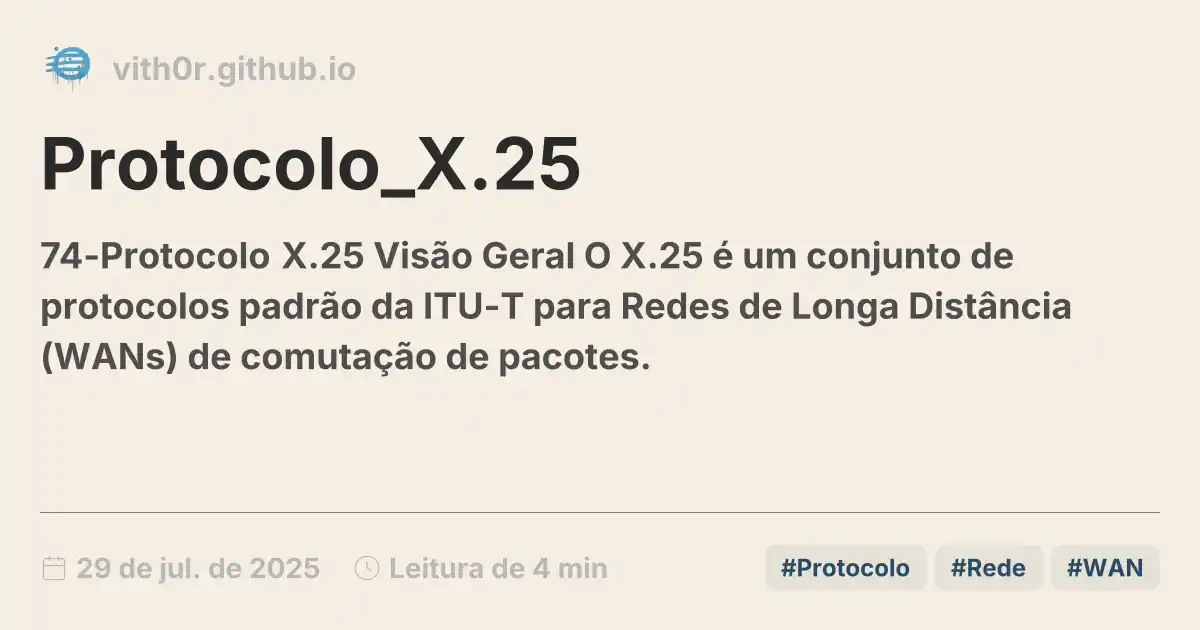 vith0r.github.io
Protocolo_X.25
74-Protocolo X.25 Visão Geral O X.25 é um conjunto de
protocolos padrão da ITU-T para Redes de Longa Distância
(WANs) de comutação de pacotes.
29 de jul. de 2025 Leitura de 4 min #Protocolo #Rede #WAN